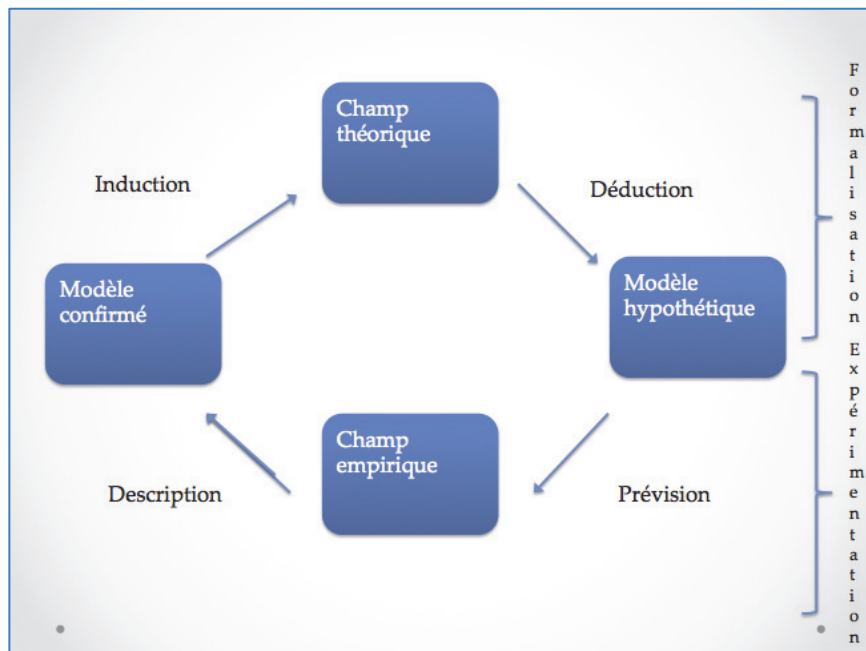 Champ
théorique
Induction
Déduction
Modèle
confirmé
Modèle
hypothétique
Champ
empirique
Description
Prévision
Formalisation
Expérimentation